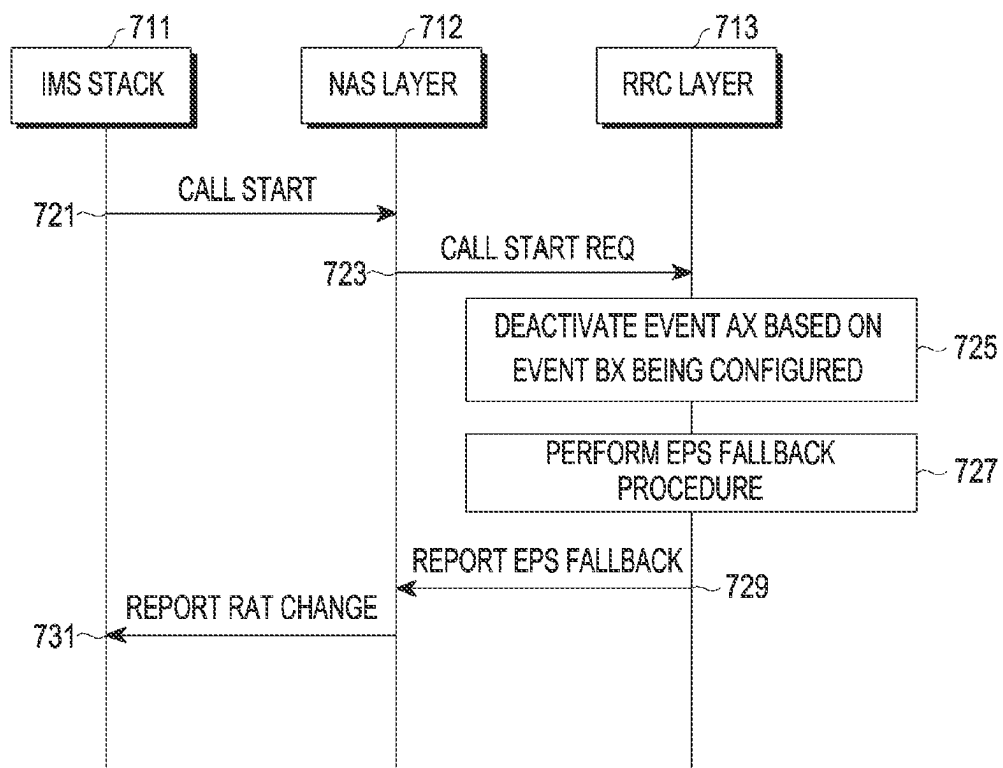 711
712
713
IMS STACK
NAS LAYER
RRC LAYER
CALL START
721
CALL START REQ
723
DEACTIVATE EVENT AX BASED ON
EVENT BX BEING CONFIGURED
725
PERFORM EPS FALLBACK
PROCEDURE
727
REPORT EPS FALLBACK
729
REPORT RAT CHANGE
731